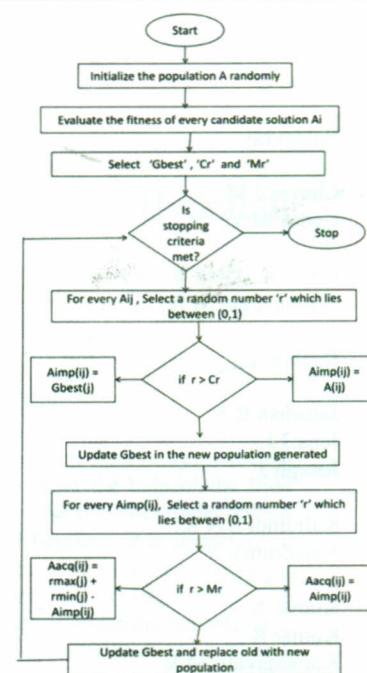 Start
Initialize the population A randomly
Evaluate the fitness of every candidate solution Ai
Select 'Gbest' , 'Cr' and 'Mr'
Is
stopping
criteria
met?
Stop
For every Aij , Select a random number 'r' which lies
between (0,1)
Aimp(ij) =
Gbest(j)
if r > Cr
Aimp(ij) =
A(ij)
Update Gbest in the new population generated
For every Aimp(ij), Select a random number 'r' which
lies between (0,1)
Aacq(ij) =
rmax(j) +
rmin(j) -
Aimp(ij)
if r > Mr
Aacq(ij) =
Aimp(ij)
Update Gbest and replace old with new
population